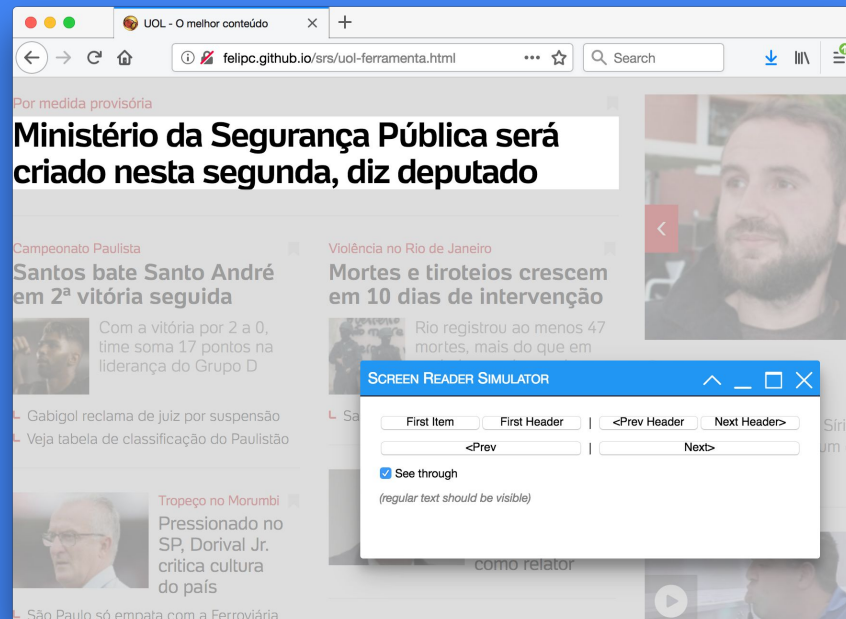 UOL - O melhor conteúdo
felipc.github.io/srs/uol-ferramenta.html
Search
Por medida provisória
Ministério da Segurança Pública será
criado nesta segunda, diz deputado
Campeonato Paulista
Santos bate Santo André
em 2ª vitória seguida
Com a vitória por 2 a 0,
time soma 17 pontos na
liderança do Grupo D
Gabigol reclama de juiz por suspensão
Veja tabela de classificação do Paulistão
Violência no Rio de Janeiro
Mortes e tiroteios crescem
em 10 dias de intervenção
Rio registrou ao menos 47
mortes, mais do que em
Sa
SCREEN READER SIMULATOR
First Item First Header | <Prev Header Next Header>
<Prev | Next>
See through
(regular text should be visible)
Síri
um
Tropeço no Morumbi
Pressionado no
SP, Dorival Jr.
critica cultura
do país
São Paulo só empata com a Ferroviária
como relator